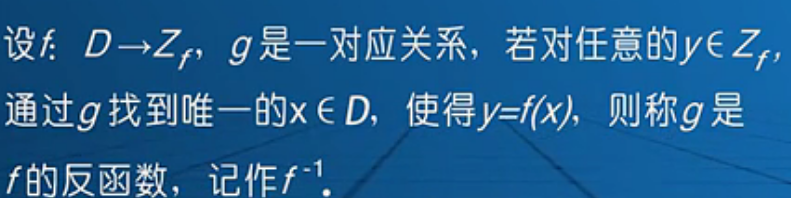 设f: D→Z_f, g是一对应关系, 若对任意的y∈Z_f,
通过g找到唯一的x∈D, 使得y=f(x), 则称g是
f的反函数, 记作f⁻¹.